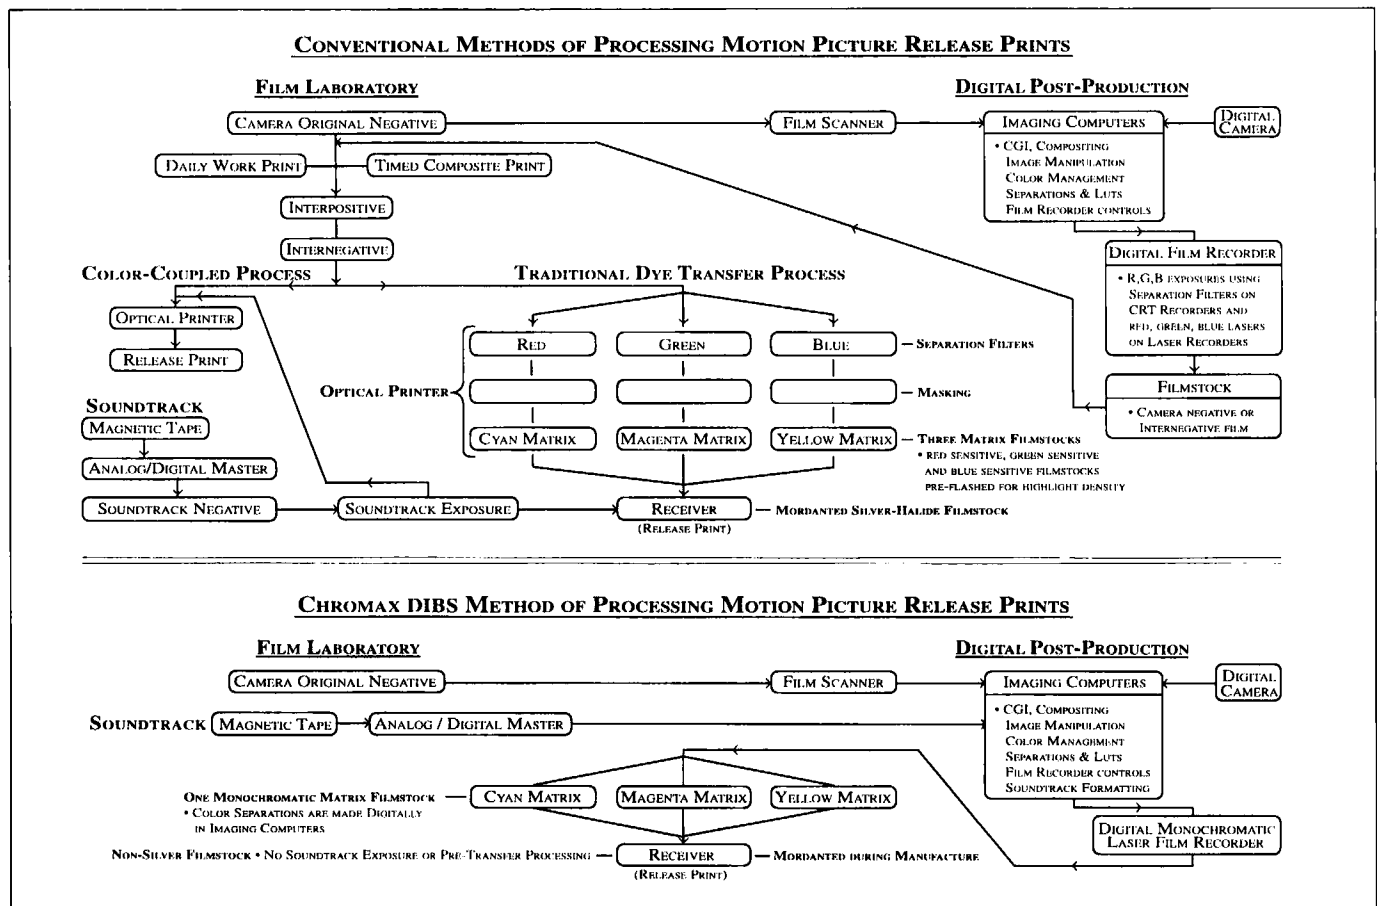 Conventional Methods of Processing Motion Picture Release Prints
Film Laboratory
Digital Post-Production
Camera Original Negative
Film Scanner
Imaging Computers
Digital
Camera
• CGI, Compositing
Image Manipulation
Color Management
Separations & Luts
Film Recorder controls
Daily Work Print
Timed Composite Print
Interpositive
Internegative
Digital Film Recorder
• R,G,B exposures using
Separation Filters on
CRT Recorders and
red, green, blue lasers
on Laser Recorders
Color-Coupled Process
Traditional Dye Transfer Process
Optical Printer
Release Print
Red
Green
Blue
Separation Filters
Optical Printer
Masking
Filmstock
• Camera negative or
Internegative film
Soundtrack
Magnetic Tape
Analog/Digital Master
Soundtrack Negative
Soundtrack Exposure
Cyan Matrix
Magenta Matrix
Yellow Matrix
Three Matrix Filmstocks
• red sensitive, green sensitive
and blue sensitive filmstocks
pre-flashed for highlight density
Receiver
(Release Print)
Mordanted Silver-Halide Filmstock
Chromax DIBS Method of Processing Motion Picture Release Prints
Film Laboratory
Digital Post-Production
Camera Original Negative
Film Scanner
Imaging Computers
Digital
Camera
Soundtrack
Magnetic Tape
Analog / Digital Master
• CGI, Compositing
Image Manipulation
Color Management
Separations & Luts
Film Recorder controls
Soundtrack Formatting
One Monochromatic Matrix Filmstock
• Color Separations are made Digitally
in Imaging Computers
Cyan Matrix
Magenta Matrix
Yellow Matrix
Digital Monochromatic
Laser Film Recorder
Non-Silver Filmstock • No Soundtrack Exposure or Pre-Transfer Processing
Receiver
(Release Print)
Mordanted during Manufacture